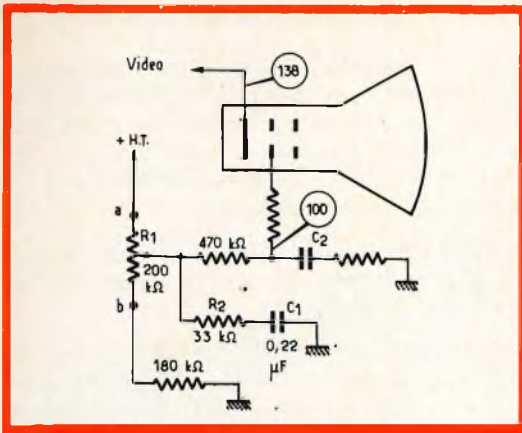 Video
138
+ H.T.
a
R1
200 kΩ
b
470 kΩ
100
C2
R2
33 kΩ
C1
0,22 µF
180 kΩ